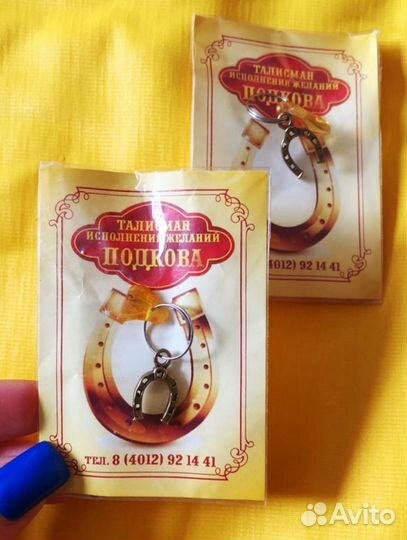 ТАЛИСМАН
ИСПОЛНЕНИЯ ЖЕЛАНИЙ
ПОДКОВА
(4012) 92 14 41
ТАЛИСМАН
ИСПОЛНЕНИЯ ЖЕЛАНИЙ
ПОДКОВА
ТЕЛ. 8 (4012) 92 14 41
Avito